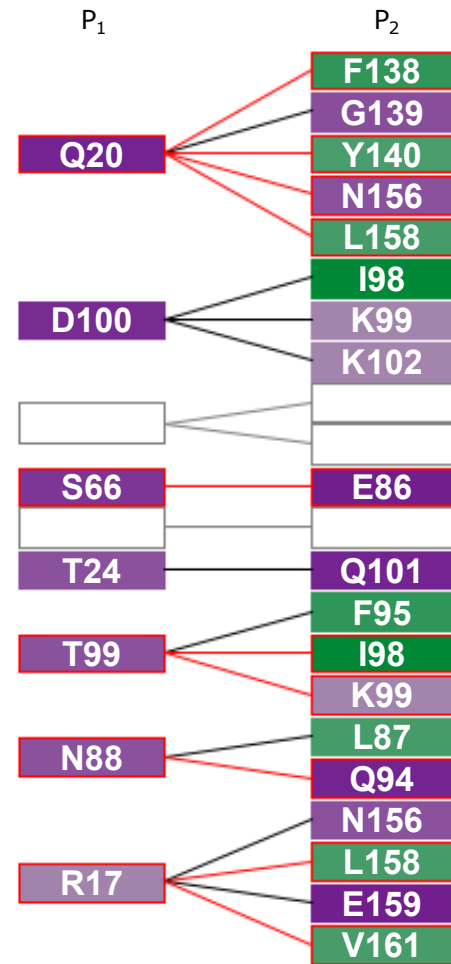 P₁ P₂
F138
G139
Q20 Y140
N156
L158
I98
D100 K99
K102
S66 E86
T24 Q101
F95
T99 I98
K99
L87
N88 Q94
N156
L158
R17 E159
V161